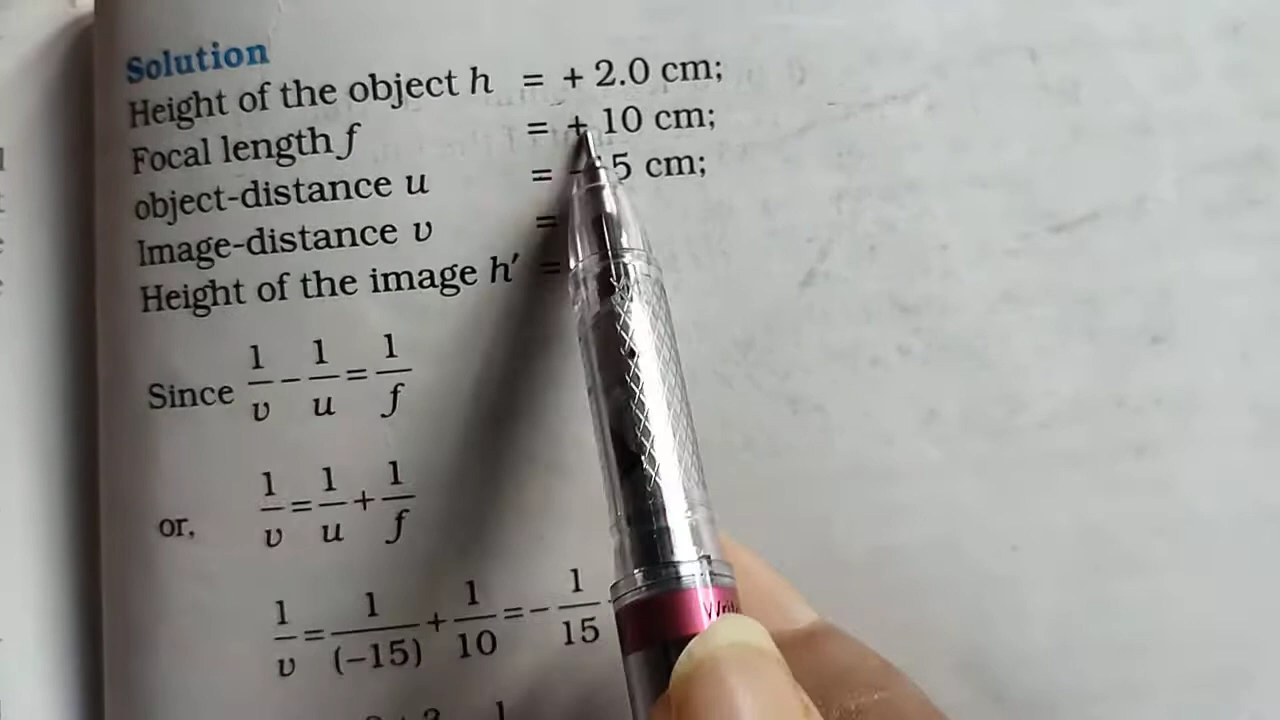 Solution
Height of the object h = + 2.0 cm;
Focal length f = + 10 cm;
object-distance u = 5 cm;
Image-distance υ =
Height of the image h′ =
Since 1/υ − 1/u = 1/f
or, 1/υ = 1/u + 1/f
1/υ = 1/(−15) + 1/10 = − 1/15